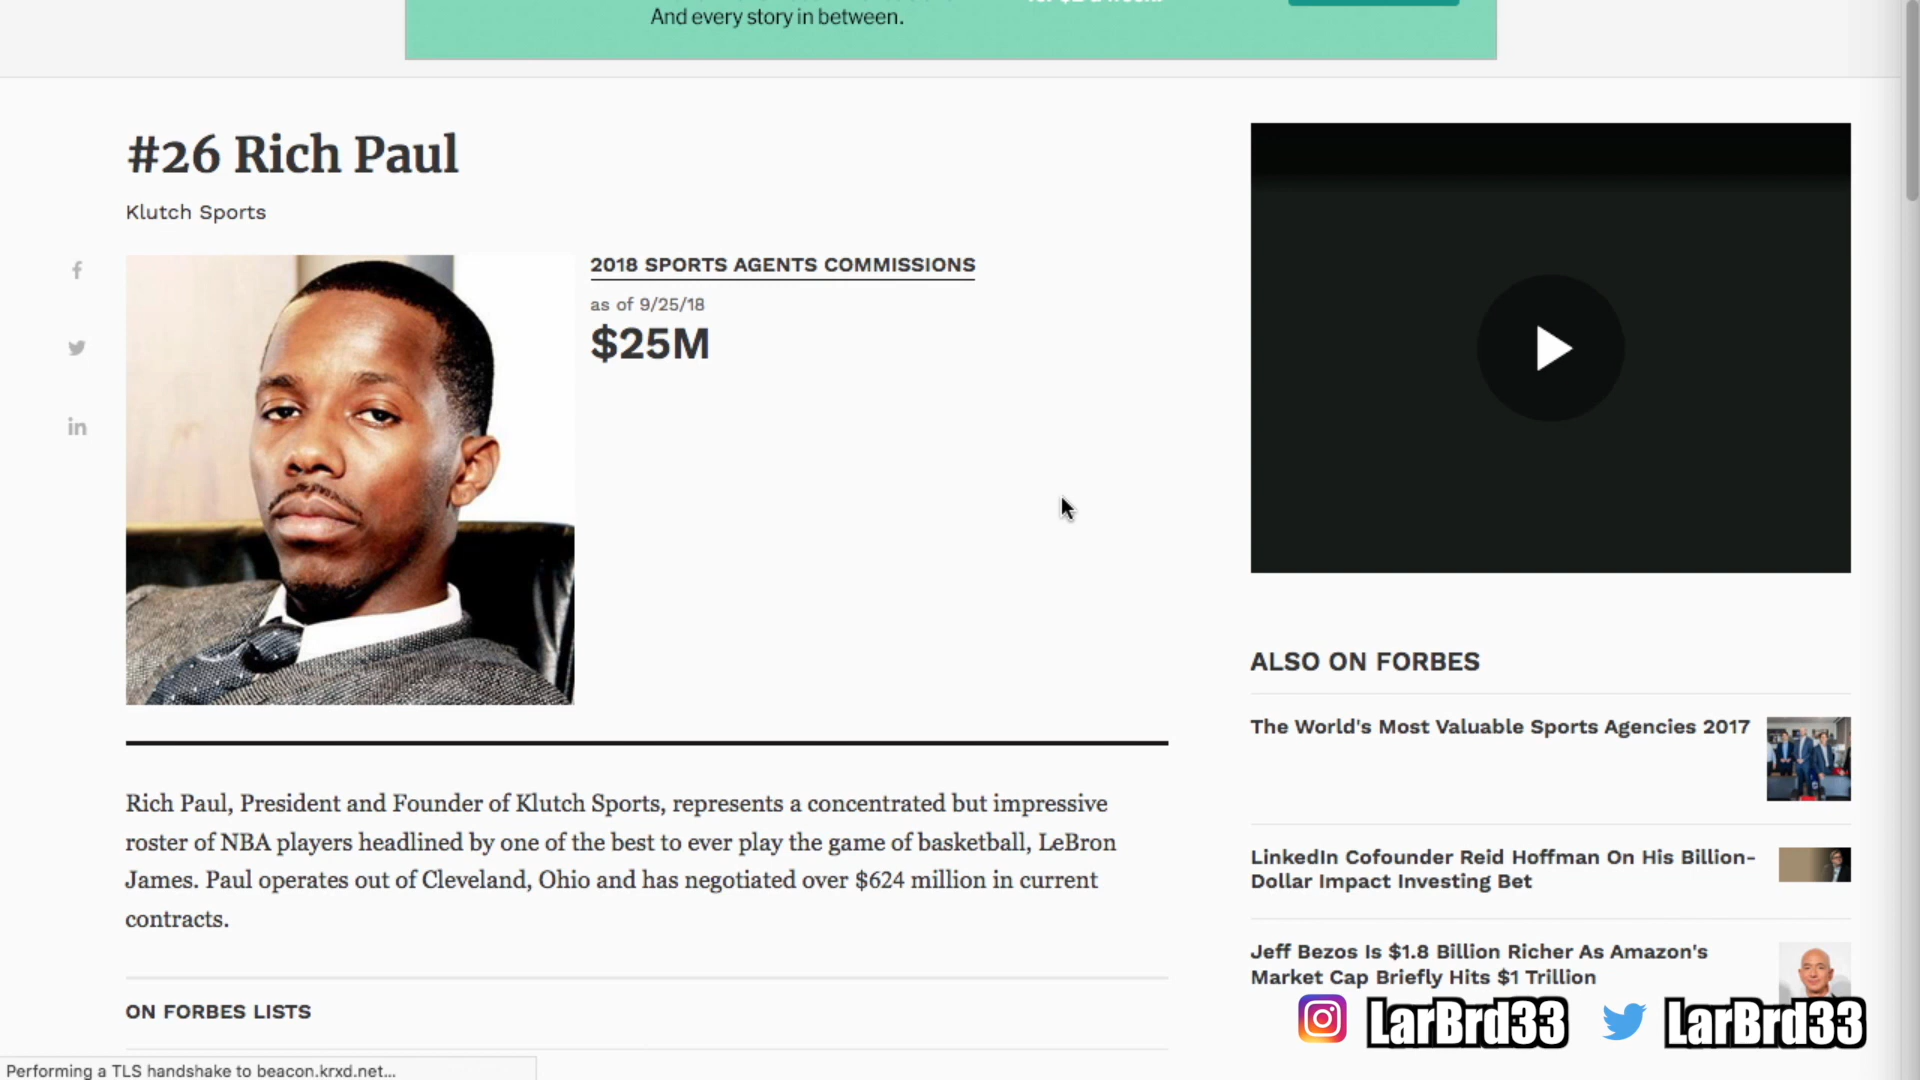 And every story in between.
#26 Rich Paul
Klutch Sports
2018 SPORTS AGENTS COMMISSIONS
as of 9/25/18
$25M
Rich Paul, President and Founder of Klutch Sports, represents a concentrated but impressive
roster of NBA players headlined by one of the best to ever play the game of basketball, LeBron
James. Paul operates out of Cleveland, Ohio and has negotiated over $624 million in current
contracts.
ON FORBES LISTS
ALSO ON FORBES
The World's Most Valuable Sports Agencies 2017
LinkedIn Cofounder Reid Hoffman On His Billion-
Dollar Impact Investing Bet
Jeff Bezos Is $1.8 Billion Richer As Amazon's
Market Cap Briefly Hits $1 Trillion
LarBrd33 LarBrd33
Performing a TLS handshake to beacon.krxd.net...